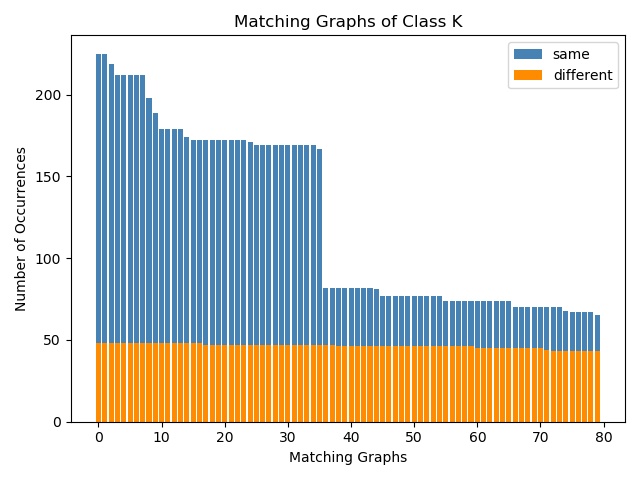 Matching Graphs of Class K
same
different
Number of Occurrences
200
150
100
50
0
0 10 20 30 40 50 60 70 80
Matching Graphs